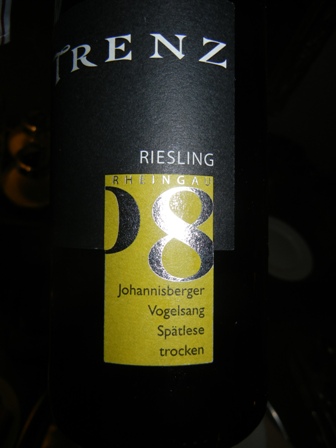 TRENZ
RIESLING
RHEINGAU
08
Johannisberger
Vogelsang
Spätlese
trocken